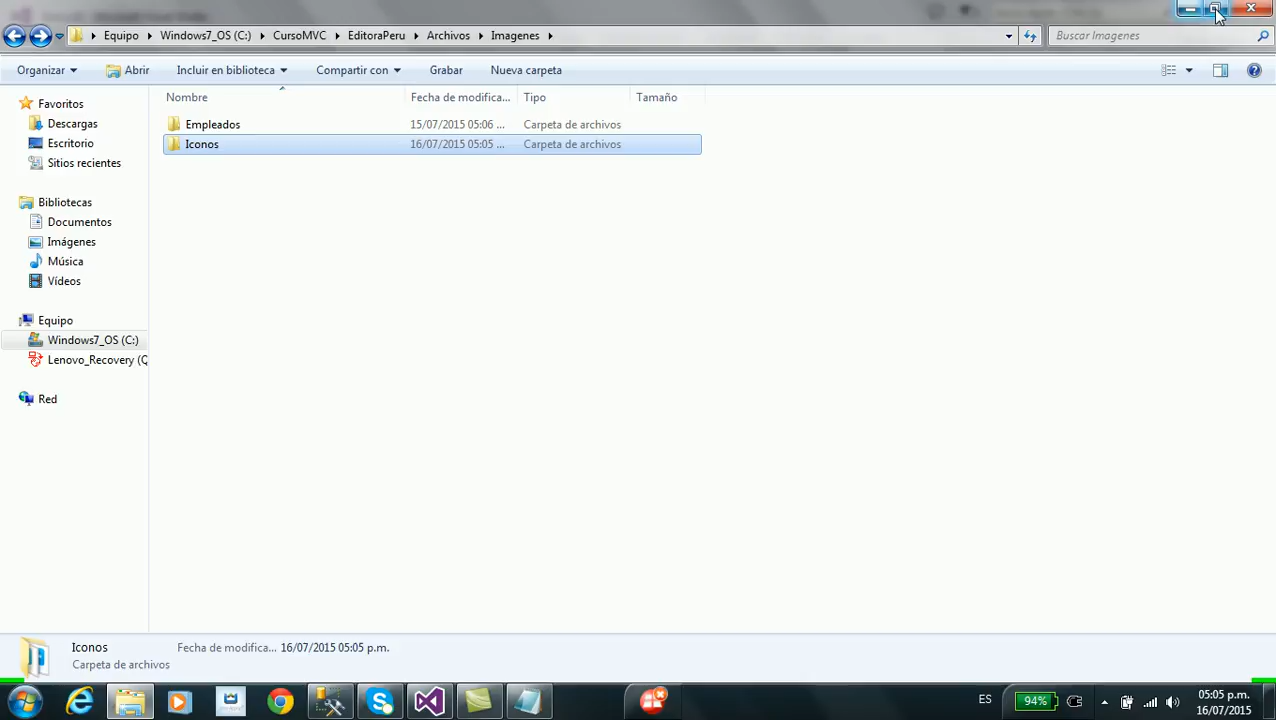 Equipo Windows7_OS (C:) CursoMVC EditoraPeru Archivos Imagenes
Buscar Imagenes
Organizar Abrir Incluir en biblioteca Compartir con Grabar Nueva carpeta
Nombre Fecha de modifica... Tipo Tamaño
Empleados 15/07/2015 05:06 ... Carpeta de archivos
Iconos 16/07/2015 05:05 ... Carpeta de archivos
Favoritos
Descargas
Escritorio
Sitios recientes
Bibliotecas
Documentos
Imágenes
Música
Vídeos
Equipo
Windows7_OS (C:)
Lenovo_Recovery (Q
Red
Iconos Fecha de modifica... 16/07/2015 05:05 p.m.
Carpeta de archivos
ES 94% 05:05 p.m.
16/07/2015